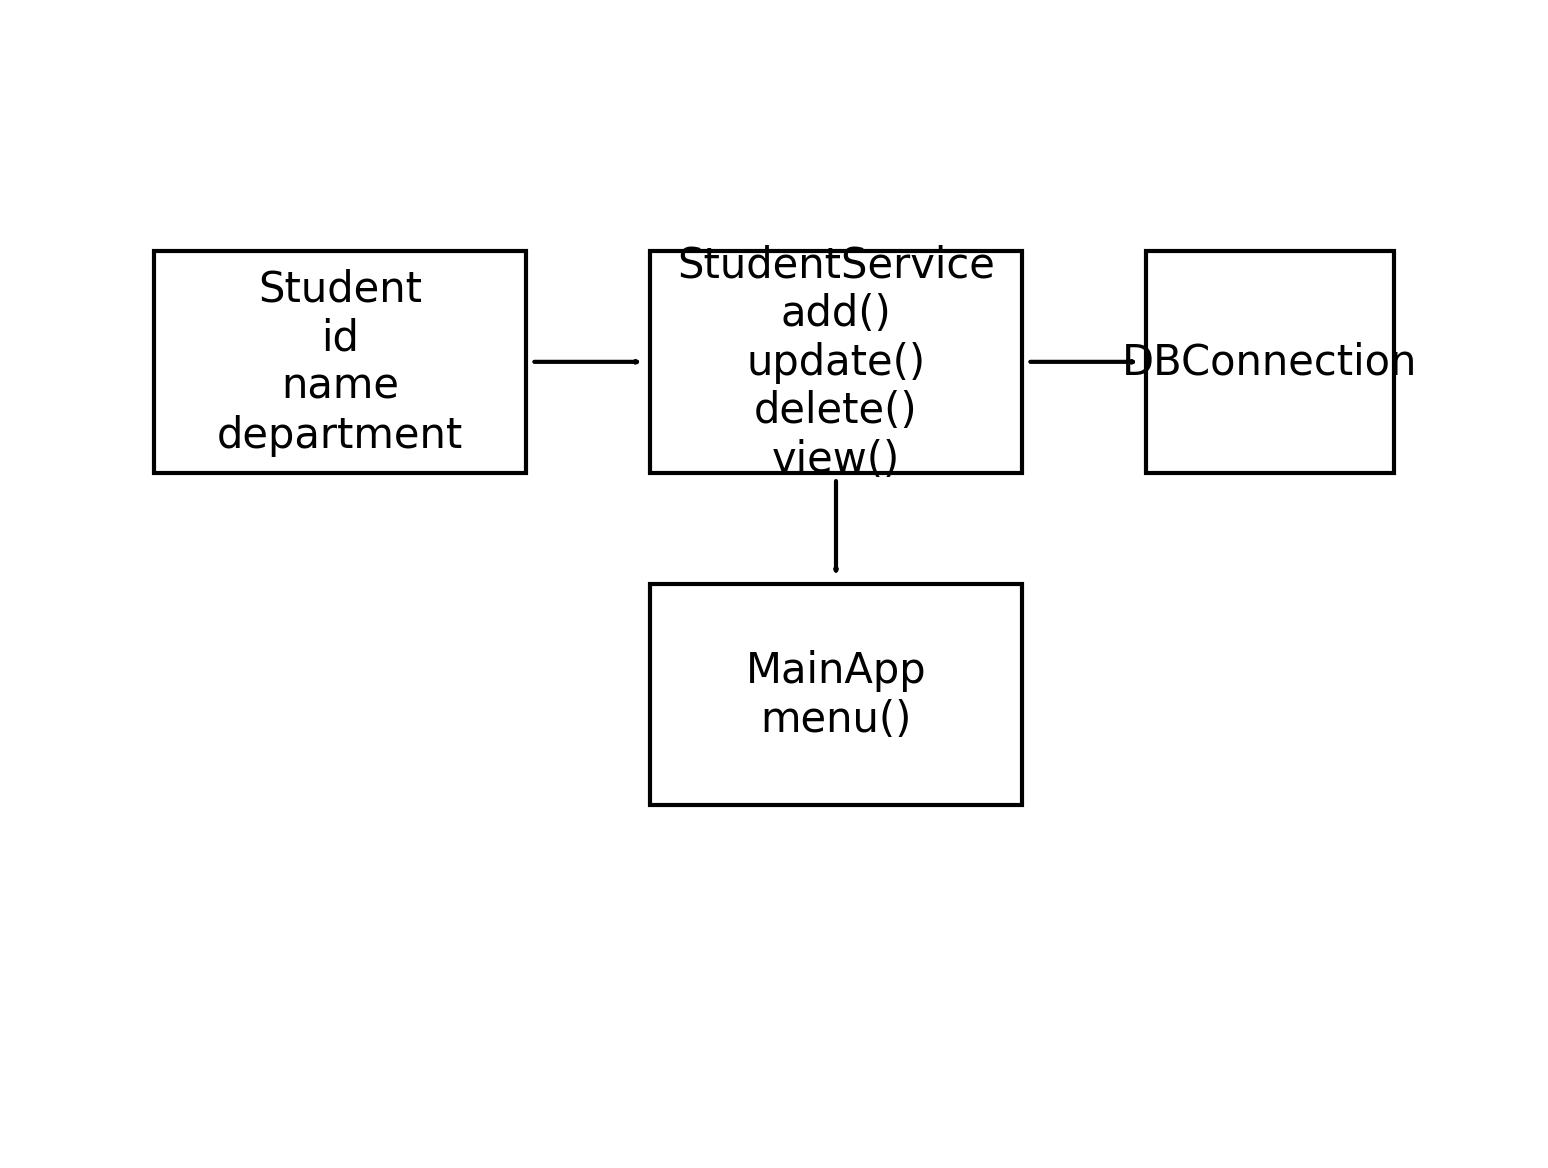 Student
id
name
department
StudentService
add()
update()
delete()
view()
DBConnection
MainApp
menu()